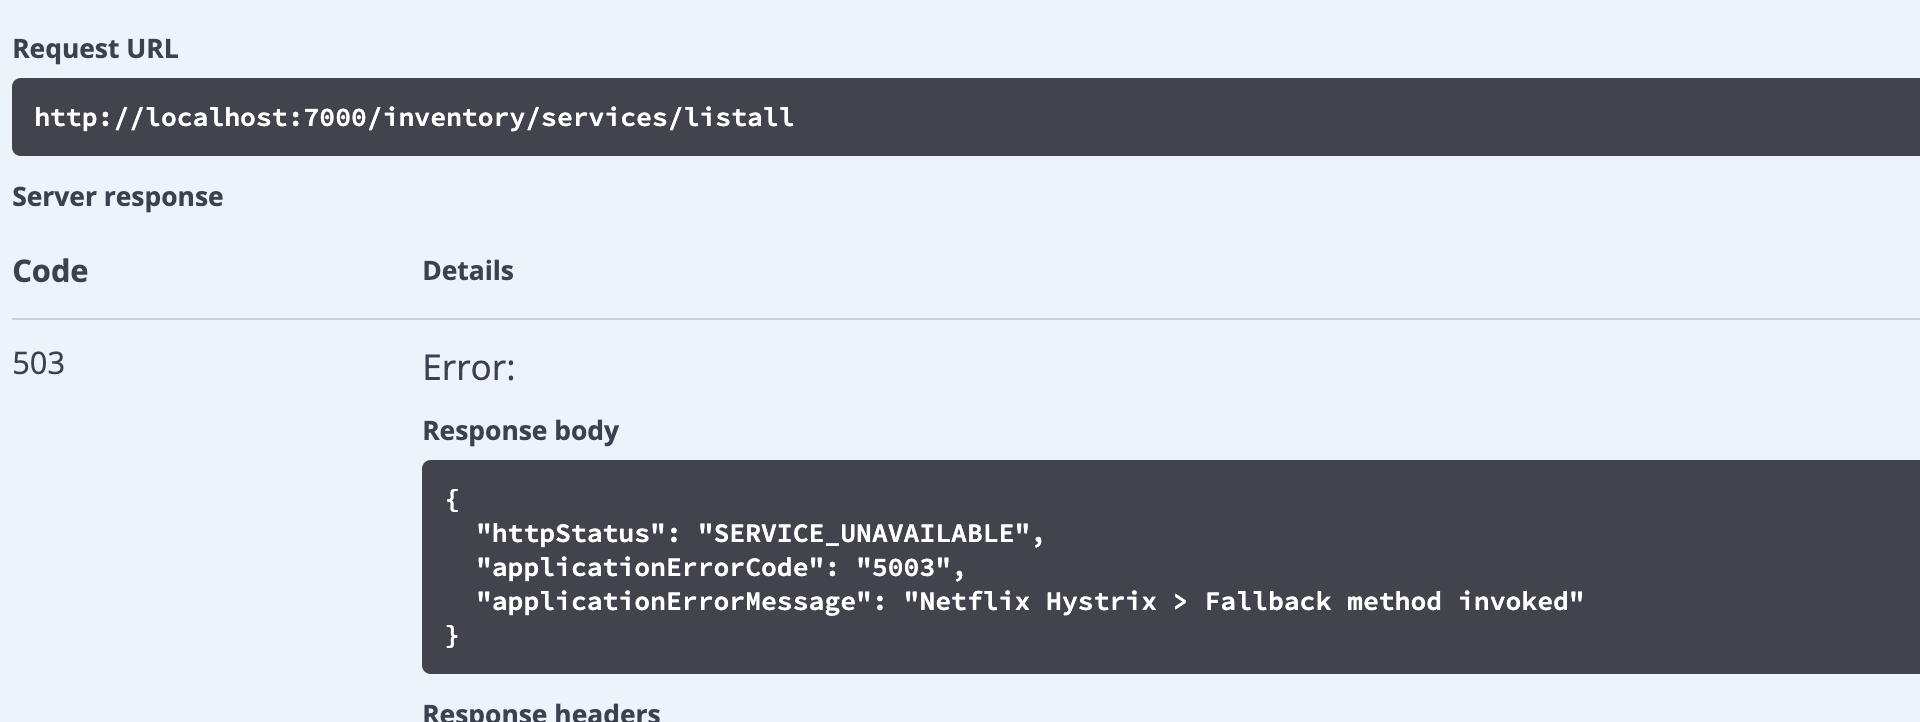 Request URL
http://localhost:7000/inventory/services/listall
Server response
Code Details
503 Error:
Response body
{
"httpStatus": "SERVICE_UNAVAILABLE",
"applicationErrorCode": "5003",
"applicationErrorMessage": "Netflix Hystrix > Fallback method invoked"
}
Response headers